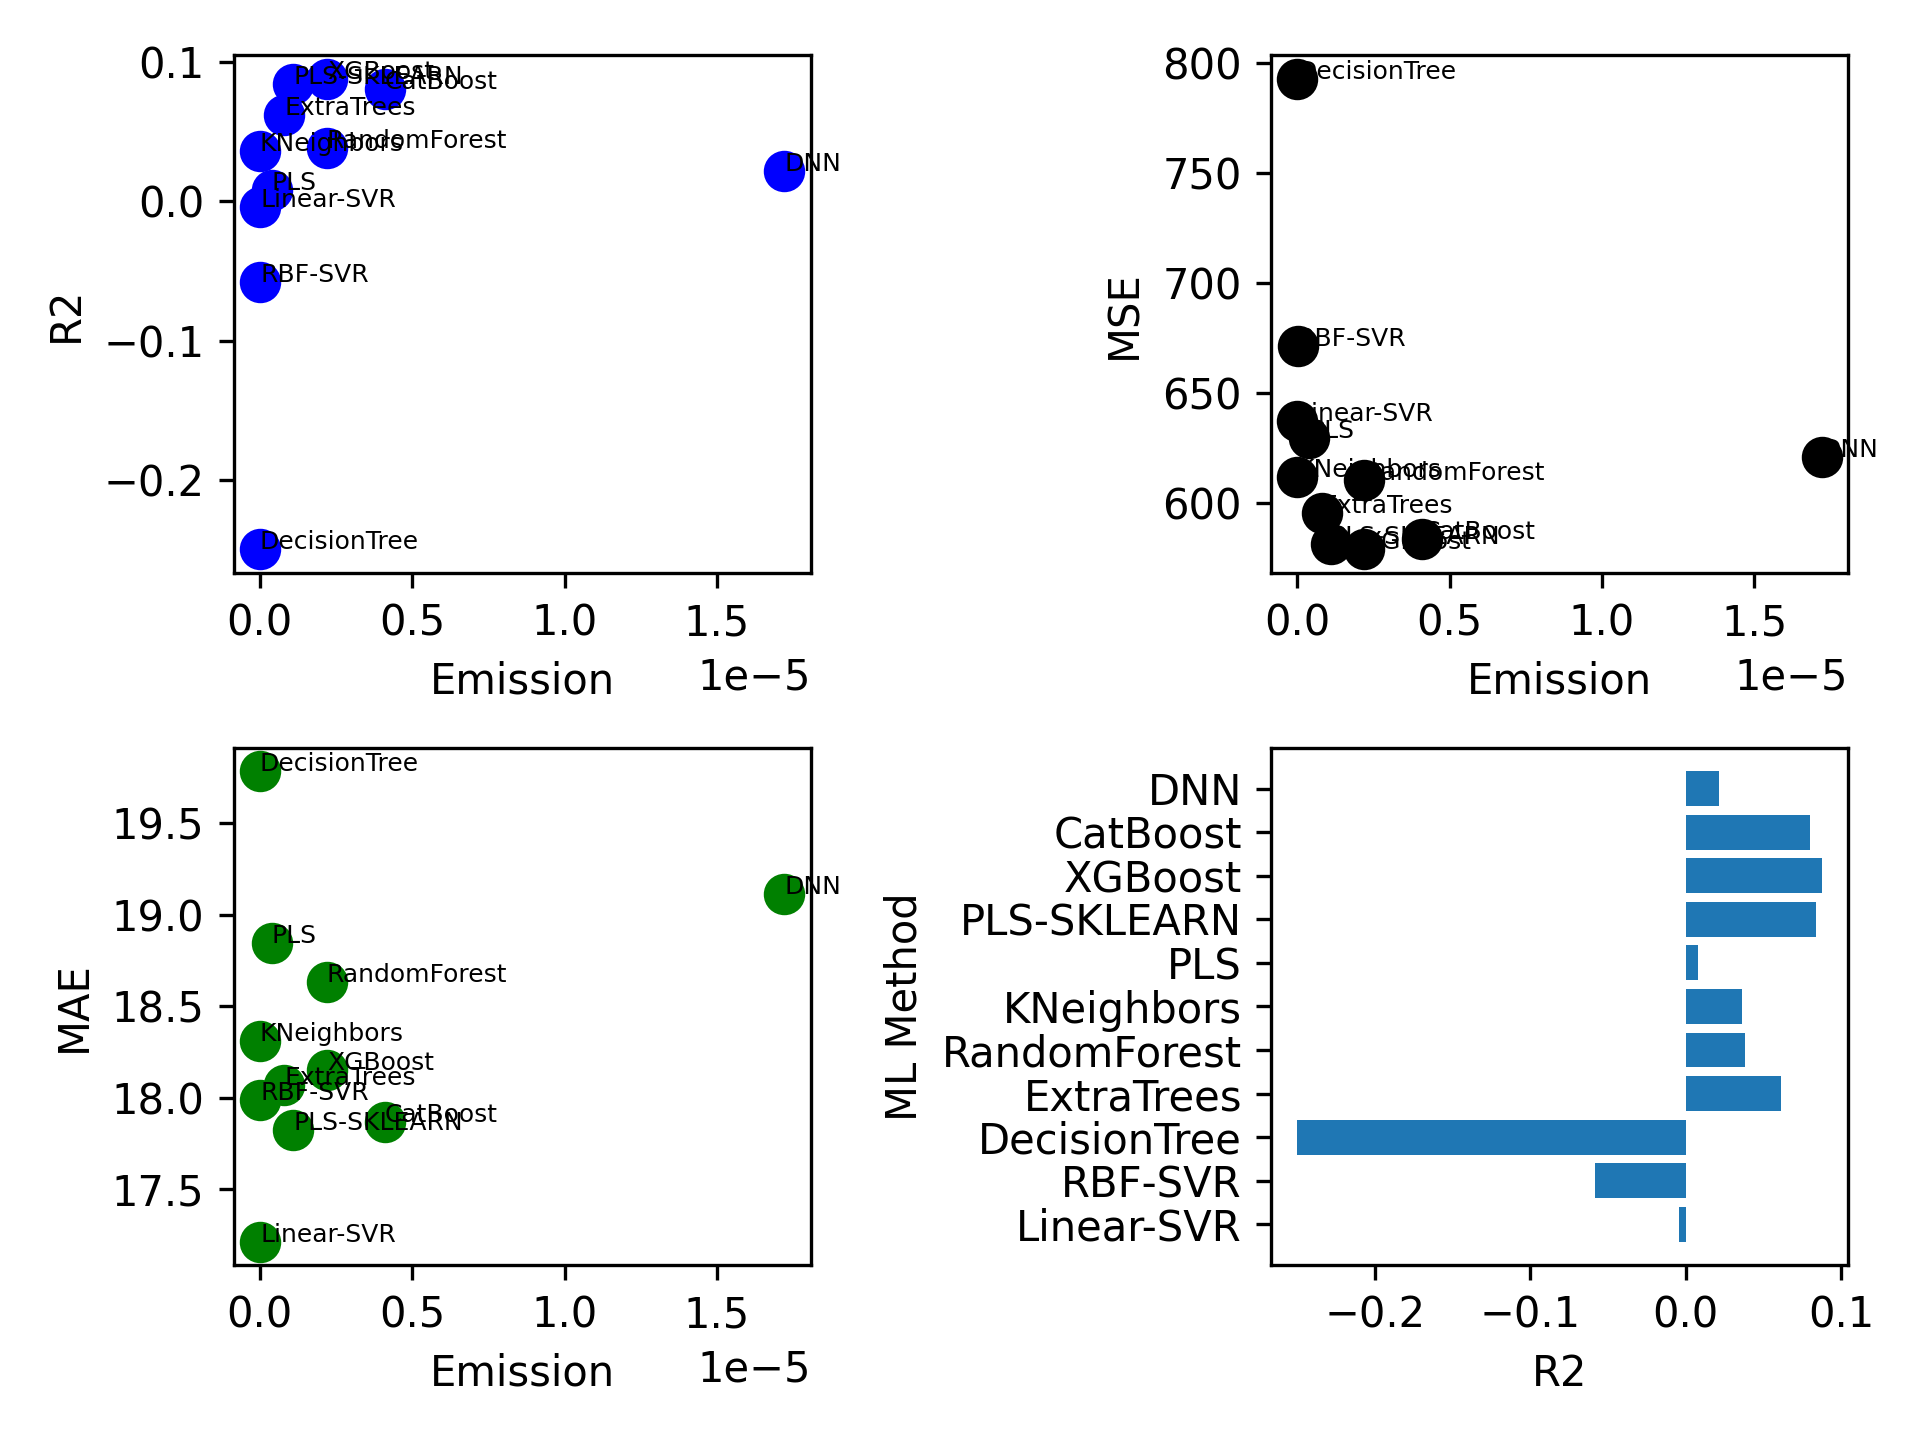 0.1
0.0
−0.1
−0.2
R2
XGBoost
PLS-SKLEARN
CatBoost
ExtraTrees
KNeighbors
RandomForest
DNN
PLS
Linear-SVR
RBF-SVR
DecisionTree
0.0 0.5 1.0 1.5
1e−5
Emission
800
750
700
650
600
MSE
DecisionTree
RBF-SVR
Linear-SVR
PLS
DNN
KNeighbors
RandomForest
ExtraTrees
CatBoost
PLS-SKLEARN
XGBoost
0.0 0.5 1.0 1.5
1e−5
Emission
19.5
19.0
18.5
18.0
17.5
MAE
DecisionTree
DNN
PLS
RandomForest
KNeighbors
XGBoost
ExtraTrees
RBF-SVR
CatBoost
PLS-SKLEARN
Linear-SVR
0.0 0.5 1.0 1.5
1e−5
Emission
ML Method
DNN
CatBoost
XGBoost
PLS-SKLEARN
PLS
KNeighbors
RandomForest
ExtraTrees
DecisionTree
RBF-SVR
Linear-SVR
−0.2 −0.1 0.0 0.1
R2